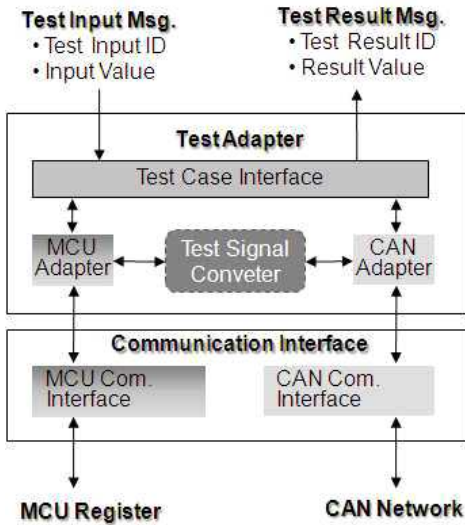 Test Input Msg.
• Test Input ID
• Input Value
Test Result Msg.
• Test Result ID
• Result Value
Test Adapter
Test Case Interface
MCU
Adapter
Test Signal
Conveter
CAN
Adapter
Communication Interface
MCU Com.
Interface
CAN Com.
Interface
MCU Register
CAN Network